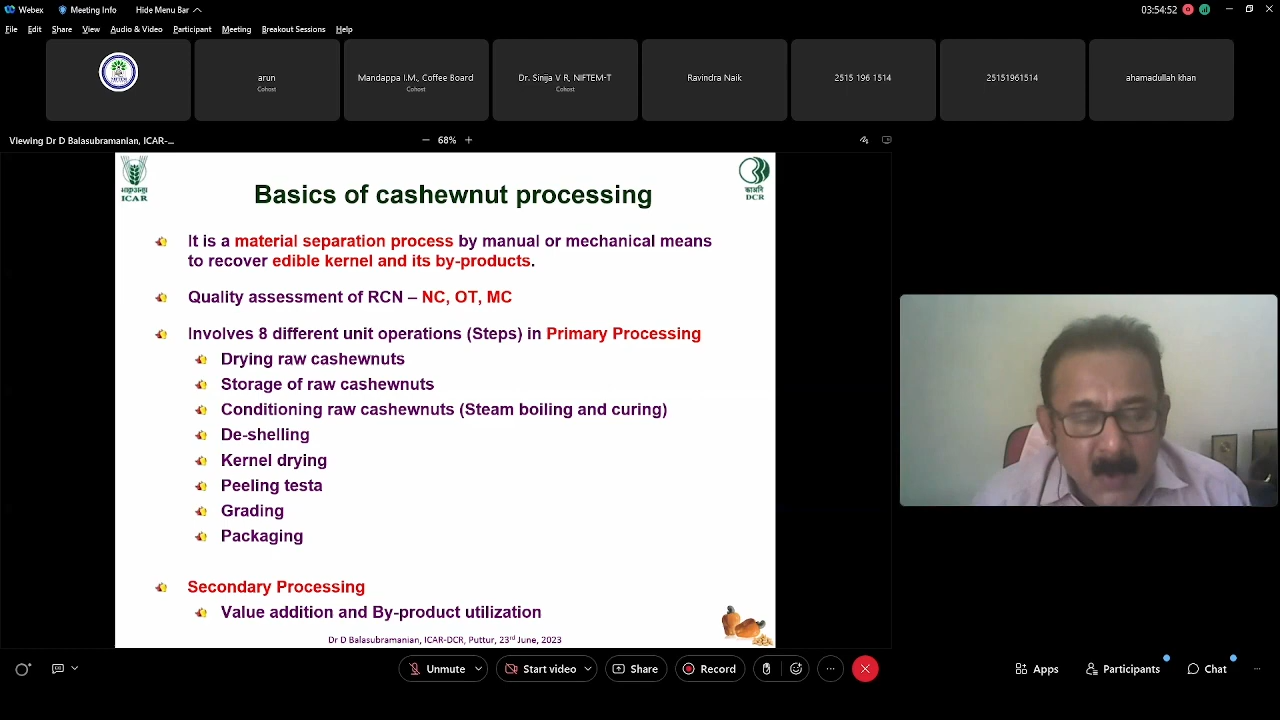 Webex
Meeting Info
Hide Menu Bar
03:54:52
File Edit Share View Audio & Video Participant Meeting Breakout Sessions Help
arun
Cohost
Mandappa I.M., Coffee Board
Cohost
Dr. Sinija V R, NIFTEM-T
Cohost
Ravindra Naik
2515 196 1514
25151961514
ahamadullah khan
Viewing Dr D Balasubramanian, ICAR-...
68%
ICAR
DCR
Basics of cashewnut processing
It is a material separation process by manual or mechanical means
to recover edible kernel and its by-products.
Quality assessment of RCN – NC, OT, MC
Involves 8 different unit operations (Steps) in Primary Processing
Drying raw cashewnuts
Storage of raw cashewnuts
Conditioning raw cashewnuts (Steam boiling and curing)
De-shelling
Kernel drying
Peeling testa
Grading
Packaging
Secondary Processing
Value addition and By-product utilization
Dr D Balasubramanian, ICAR-DCR, Puttur, 23rd June, 2023
Unmute
Start video
Share
Record
Apps
Participants
Chat